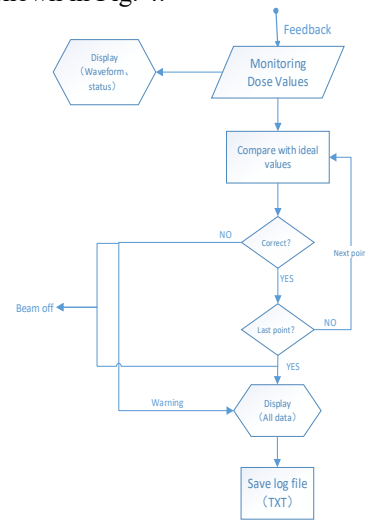 Feedback
Display
（Waveform、
status）
Monitoring
Dose Values
Compare with ideal
values
NO
Correct?
Next point
YES
Beam off
Last point?
NO
YES
Warning
Display
（All data）
Save log file
（TXT）